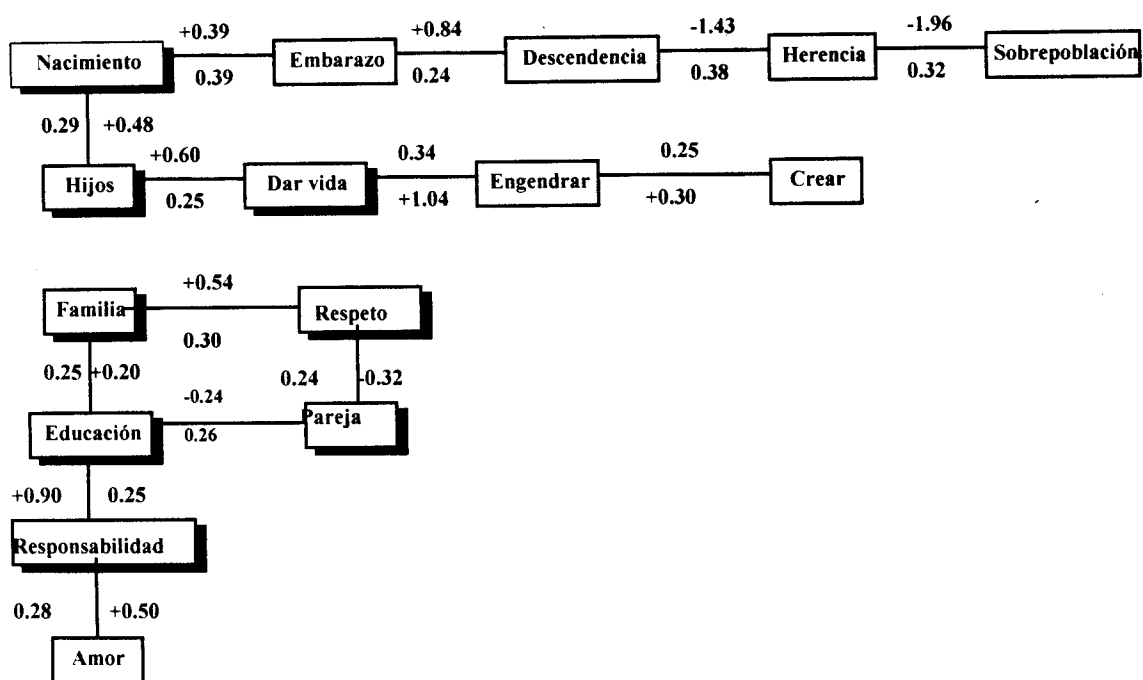 +0.39 +0.84 -1.43 -1.96
Nacimiento Embarazo Descendencia Herencia Sobrepoblación
0.39 0.24 0.38 0.32
0.29 +0.48
+0.60 0.34 0.25
Hijos Dar vida Engendrar Crear
0.25 +1.04 +0.30
+0.54
Familia Respeto
0.30
0.25 +0.20 0.24 -0.32
-0.24
Educación Pareja
0.26
+0.90 0.25
Responsabilidad
0.28 +0.50
Amor